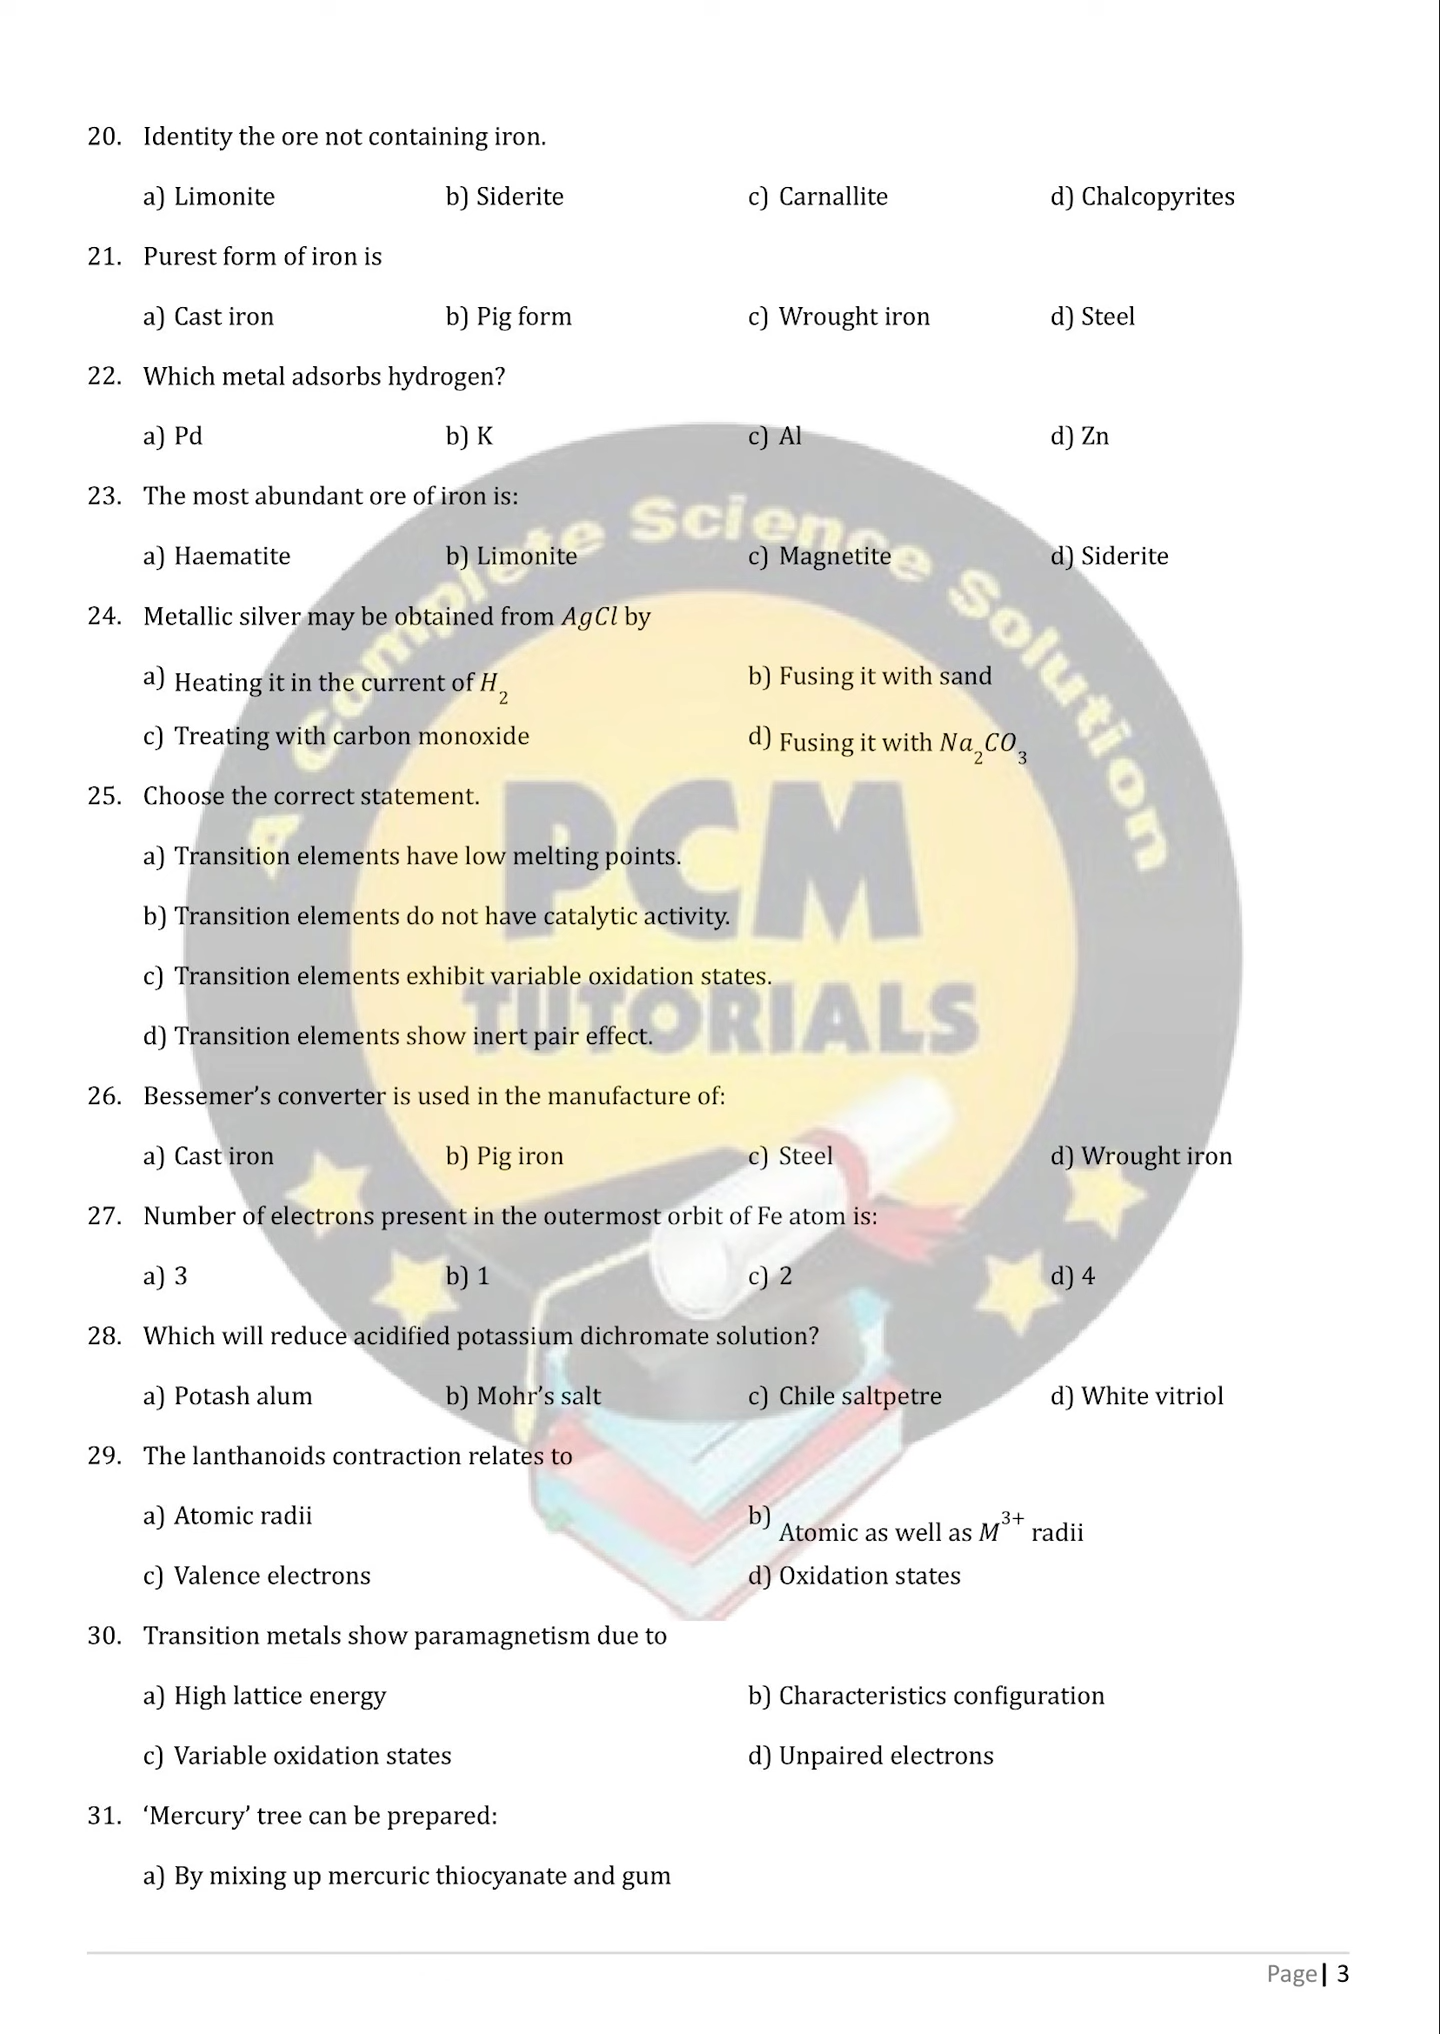 20. Identity the ore not containing iron.
a) Limonite b) Siderite c) Carnallite d) Chalcopyrites
21. Purest form of iron is
a) Cast iron b) Pig form c) Wrought iron d) Steel
22. Which metal adsorbs hydrogen?
a) Pd b) K c) Al d) Zn
23. The most abundant ore of iron is:
a) Haematite b) Limonite c) Magnetite d) Siderite
24. Metallic silver may be obtained from AgCl by
a) Heating it in the current of H₂ b) Fusing it with sand
c) Treating with carbon monoxide d) Fusing it with Na₂CO₃
25. Choose the correct statement.
a) Transition elements have low melting points.
b) Transition elements do not have catalytic activity.
c) Transition elements exhibit variable oxidation states.
d) Transition elements show inert pair effect.
26. Bessemer’s converter is used in the manufacture of:
a) Cast iron b) Pig iron c) Steel d) Wrought iron
27. Number of electrons present in the outermost orbit of Fe atom is:
a) 3 b) 1 c) 2 d) 4
28. Which will reduce acidified potassium dichromate solution?
a) Potash alum b) Mohr’s salt c) Chile saltpetre d) White vitriol
29. The lanthanoids contraction relates to
a) Atomic radii b) Atomic as well as M³⁺ radii
c) Valence electrons d) Oxidation states
30. Transition metals show paramagnetism due to
a) High lattice energy b) Characteristics configuration
c) Variable oxidation states d) Unpaired electrons
31. ‘Mercury’ tree can be prepared:
a) By mixing up mercuric thiocyanate and gum
Page| 3
A Complete Science Solution
PCM
TUTORIALS